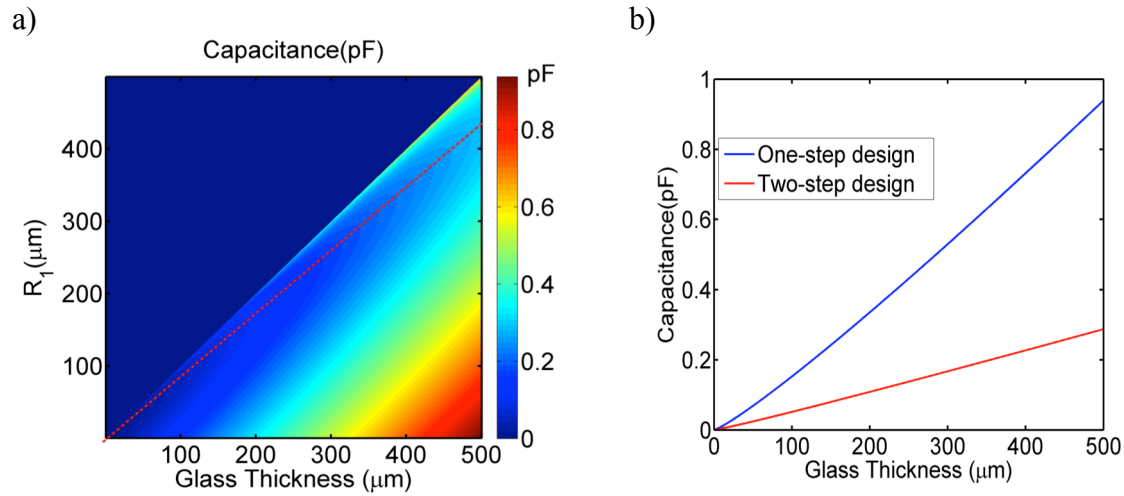 a)
Capacitance(pF)
pF
0.8
0.6
0.4
0.2
0
400
300
200
100
R1(μm)
100 200 300 400 500
Glass Thickness (μm)
b)
1
0.8
0.6
0.4
0.2
0
Capacitance(pF)
One-step design
Two-step design
0 100 200 300 400 500
Glass Thickness (μm)